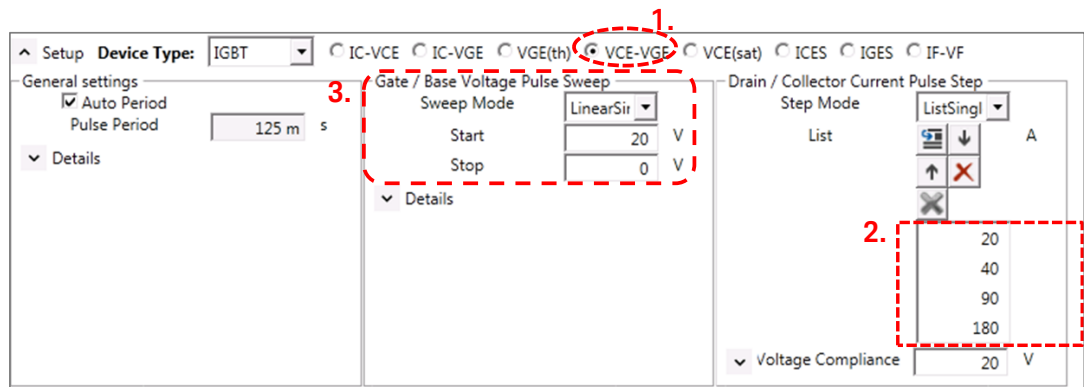 1.
Setup Device Type: IGBT IC-VCE IC-VGE VGE(th) VCE-VGE VCE(sat) ICES IGES IF-VF
General settings
Auto Period
Pulse Period 125 m s
Details
3.
Gate / Base Voltage Pulse Sweep
Sweep Mode LinearSir
Start 20 V
Stop 0 V
Details
Drain / Collector Current Pulse Step
Step Mode ListSingl
List A
2.
20
40
90
180
Voltage Compliance 20 V